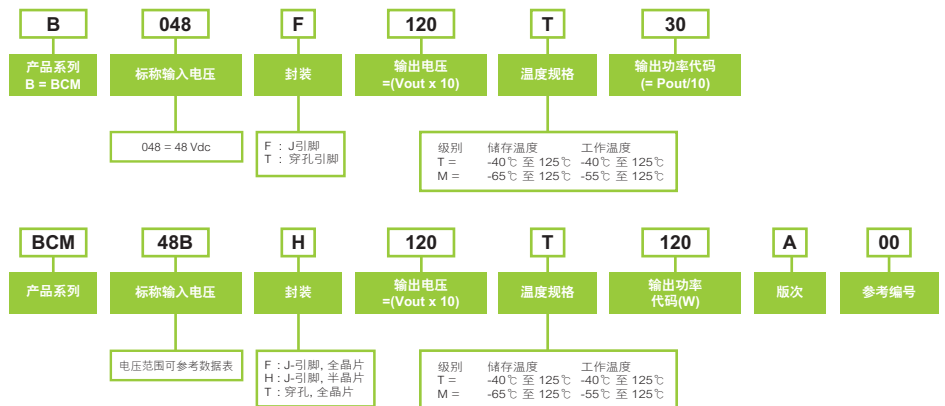 B 048 F 120 T 30
产品系列 B = BCM
标称输入电压
封装
输出电压 =(Vout x 10)
温度规格
输出功率代码 (= Pout/10)
048 = 48 Vdc
F : J引脚
T : 穿孔引脚
级别 储存温度 工作温度
T = -40℃ 至 125℃ -40℃ 至 125℃
M = -65℃ 至 125℃ -55℃ 至 125℃
BCM 48B H 120 T 120 A 00
产品系列
标称输入电压
封装
输出电压 =(Vout x 10)
温度规格
输出功率 代码(W)
版次
参考编号
电压范围可参考数据表
F : J-引脚, 全晶片
H : J-引脚, 半晶片
T : 穿孔, 全晶片
级别 储存温度 工作温度
T = -40℃ 至 125℃ -40℃ 至 125℃
M = -65℃ 至 125℃ -55℃ 至 125℃